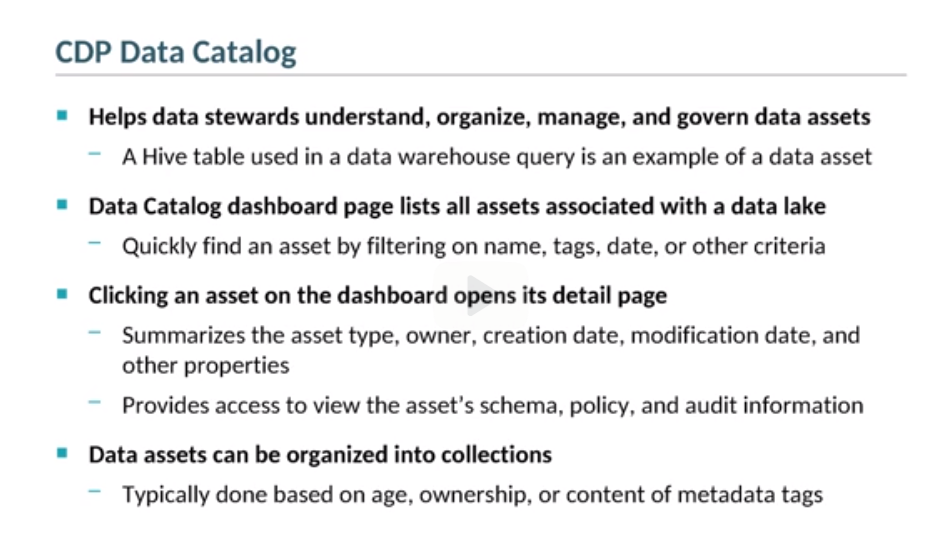 CDP Data Catalog
Helps data stewards understand, organize, manage, and govern data assets
– A Hive table used in a data warehouse query is an example of a data asset
Data Catalog dashboard page lists all assets associated with a data lake
– Quickly find an asset by filtering on name, tags, date, or other criteria
Clicking an asset on the dashboard opens its detail page
– Summarizes the asset type, owner, creation date, modification date, and
other properties
– Provides access to view the asset’s schema, policy, and audit information
Data assets can be organized into collections
– Typically done based on age, ownership, or content of metadata tags